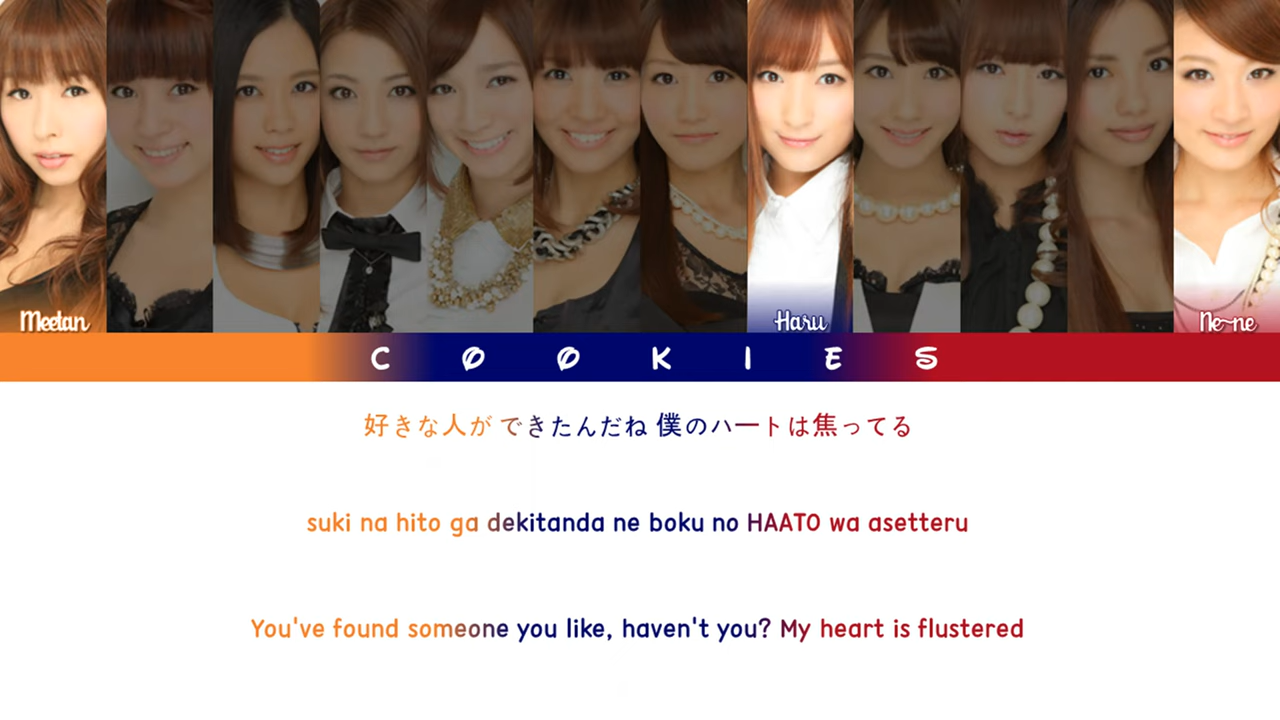 Meetan
Haru
Ne~ne
COOKIES
好きな人が できたんだね 僕のハートは焦ってる
suki na hito ga dekitanda ne boku no HAATO wa asetteru
You've found someone you like, haven't you? My heart is flustered